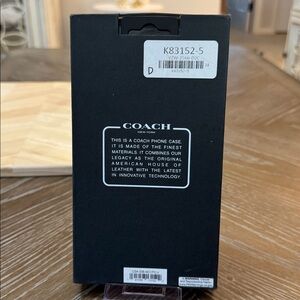 K83152-5
D
COACH
NEW YORK
THIS IS A COACH PHONE CASE.
IT IS MADE OF THE FINEST
MATERIALS. IT COMBINES OUR
LEGACY AS THE ORIGINAL
AMERICAN HOUSE OF
LEATHER WITH THE LATEST
IN INNOVATIVE TECHNOLOGY.
WARNING